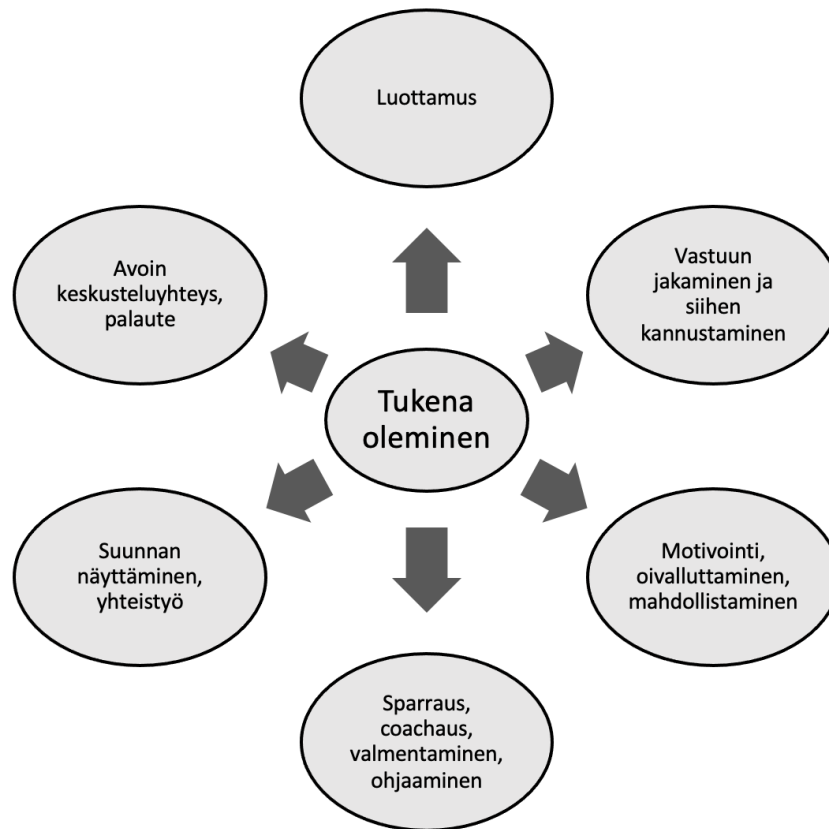 Luottamus
Avoin
keskusteluyhteys,
palaute
Vastuun
jakaminen ja
siihen
kannustaminen
Tukena
oleminen
Suunnan
näyttäminen,
yhteistyö
Motivointi,
oivalluttaminen,
mahdollistaminen
Sparraus,
coachaus,
valmentaminen,
ohjaaminen